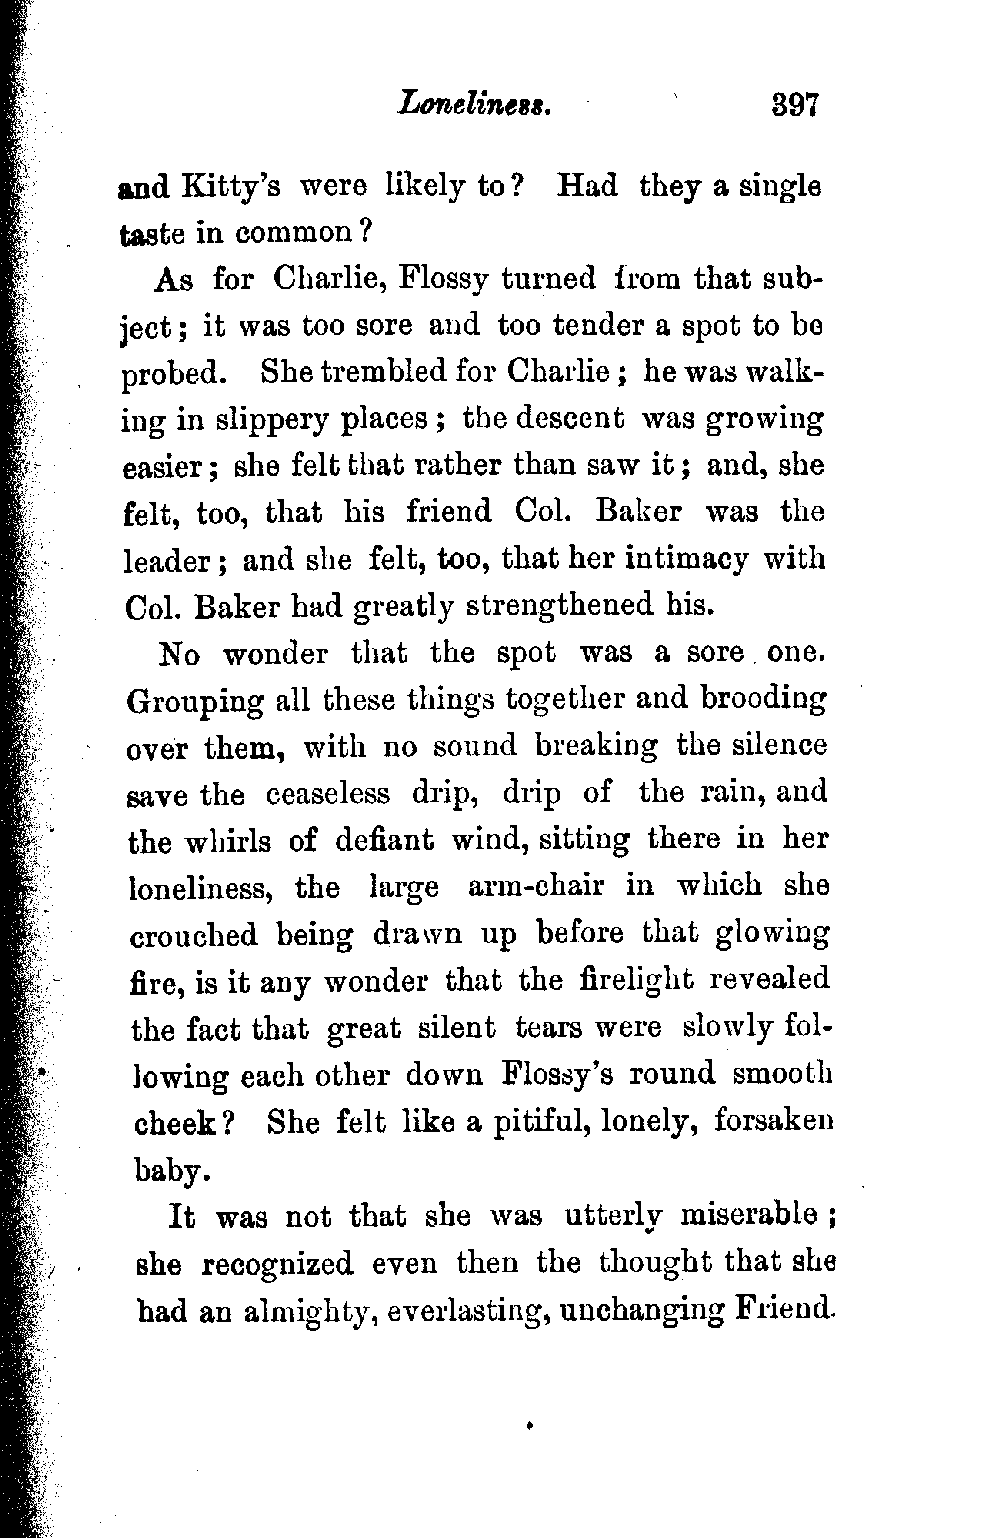 Loneliness. 397
and Kitty's were likely to? Had they a single
taste in common?
As for Charlie, Flossy turned from that sub-
ject; it was too sore and too tender a spot to be
probed. She trembled for Charlie; he was walk-
ing in slippery places; the descent was growing
easier; she felt that rather than saw it; and, she
felt, too, that his friend Col. Baker was the
leader; and she felt, too, that her intimacy with
Col. Baker had greatly strengthened his.
No wonder that the spot was a sore one.
Grouping all these things together and brooding
over them, with no sound breaking the silence
save the ceaseless drip, drip of the rain, and
the whirls of defiant wind, sitting there in her
loneliness, the large arm-chair in which she
crouched being drawn up before that glowing
fire, is it any wonder that the firelight revealed
the fact that great silent tears were slowly fol-
lowing each other down Flossy's round smooth
cheek? She felt like a pitiful, lonely, forsaken
baby.
It was not that she was utterly miserable;
she recognized even then the thought that she
had an almighty, everlasting, unchanging Friend.